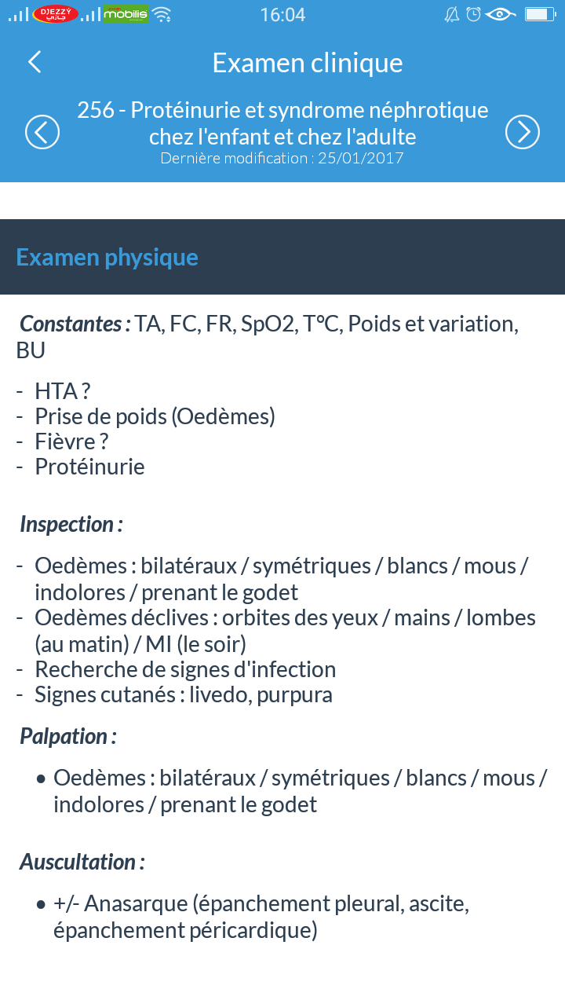 DJEZZY
جازي
mobilis
16:04
Examen clinique
256 - Protéinurie et syndrome néphrotique
chez l'enfant et chez l'adulte
Dernière modification : 25/01/2017
Examen physique
Constantes : TA, FC, FR, SpO2, T°C, Poids et variation,
BU
- HTA ?
- Prise de poids (Oedèmes)
- Fièvre ?
- Protéinurie
Inspection :
- Oedèmes : bilatéraux / symétriques / blancs / mous /
indolores / prenant le godet
- Oedèmes déclives : orbites des yeux / mains / lombes
(au matin) / MI (le soir)
- Recherche de signes d'infection
- Signes cutanés : livedo, purpura
Palpation :
• Oedèmes : bilatéraux / symétriques / blancs / mous /
indolores / prenant le godet
Auscultation :
• +/- Anasarque (épanchement pleural, ascite,
épanchement péricardique)